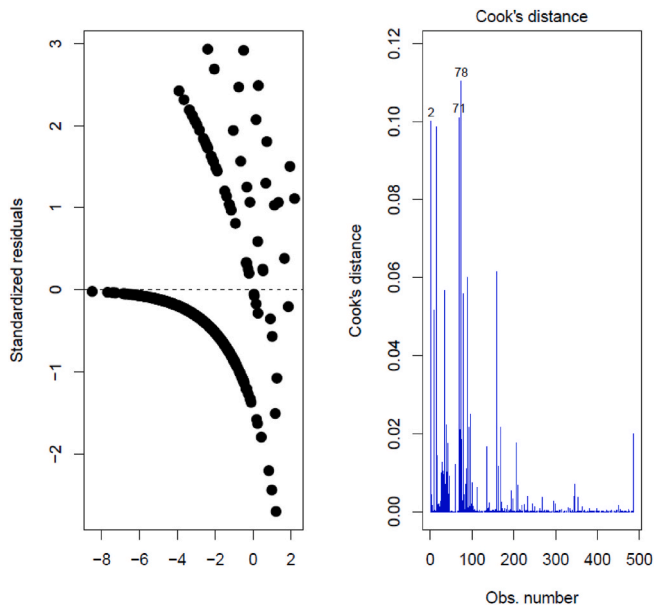 Standardized residuals
3
2
1
0
−1
−2
−8 −6 −4 −2 0 2
Cook's distance
Cook's distance
0.12
0.10
0.08
0.06
0.04
0.02
0.00
78
2 71
0 100 200 300 400 500
Obs. number